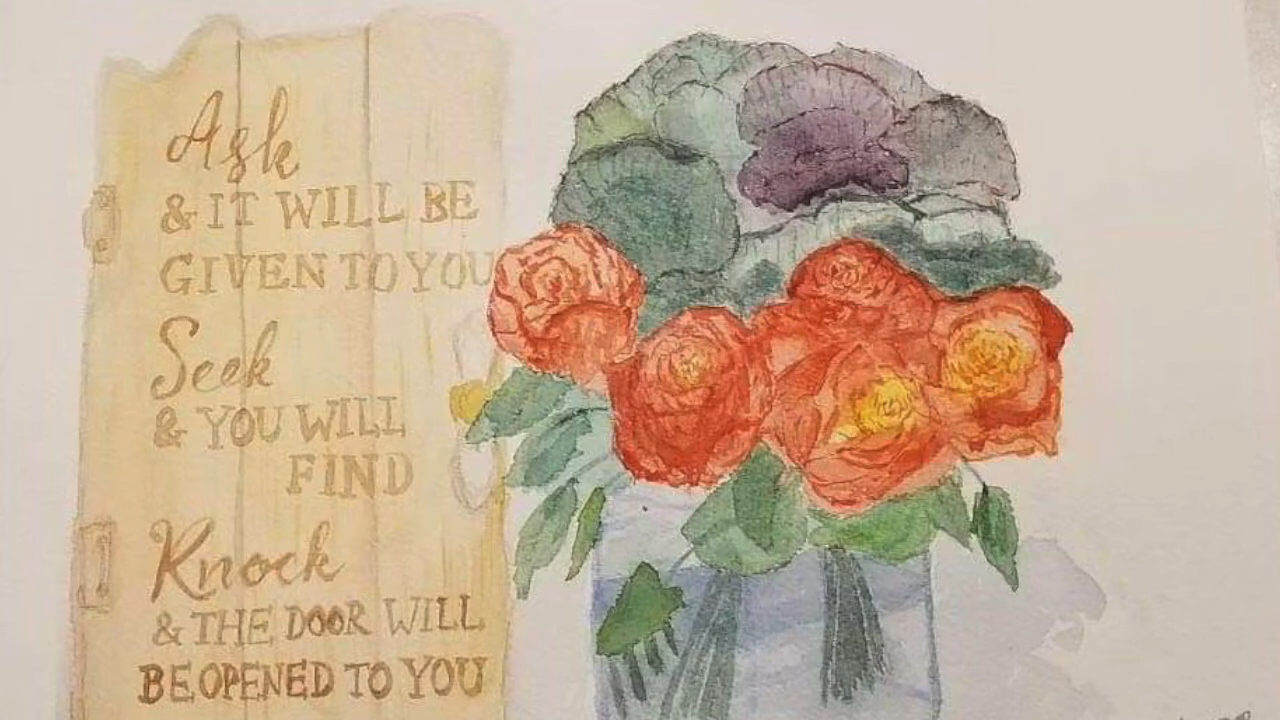 Ask
& IT WILL BE
GIVEN TO YOU
Seek
& YOU WILL
FIND
Knock
& THE DOOR WILL
BE OPENED TO YOU